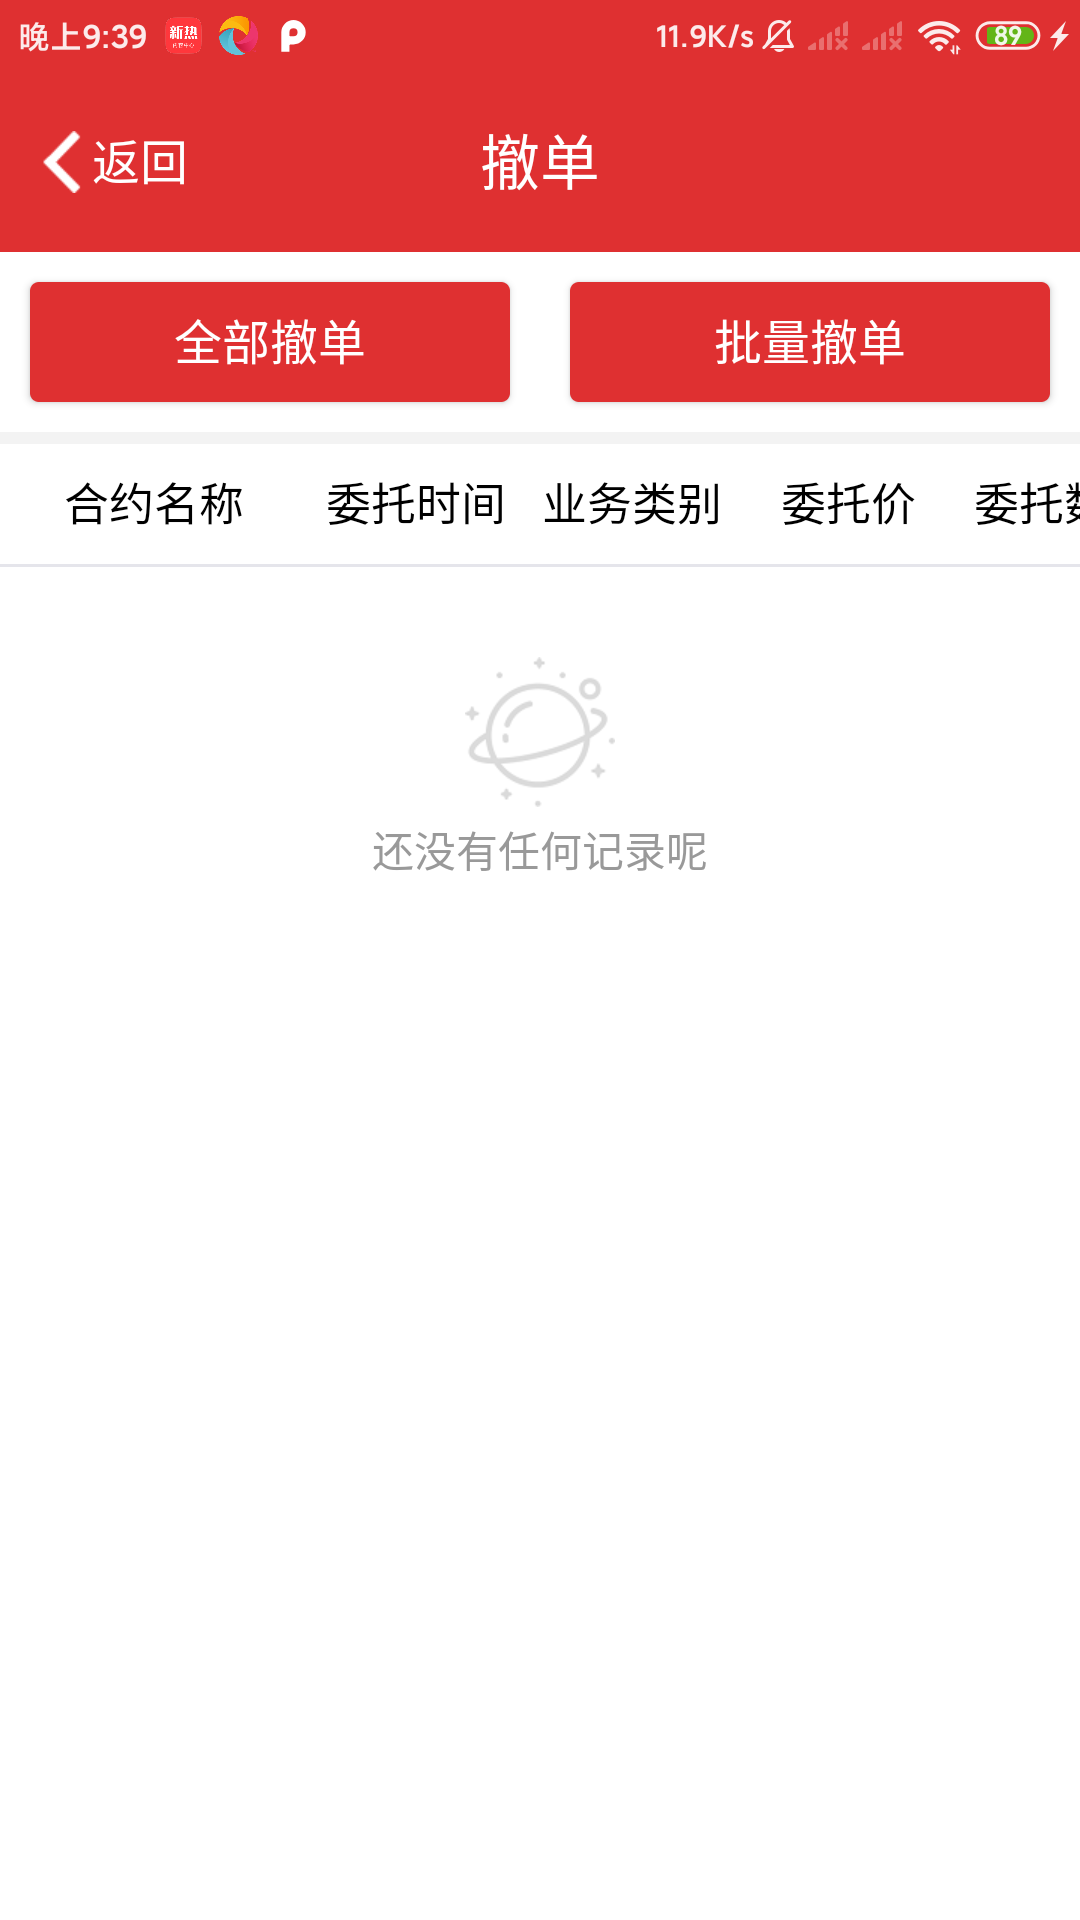 晚上9:39 新热 11.9K/s 89
返回 撤单
全部撤单 批量撤单
合约名称 委托时间 业务类别 委托价 委托
还没有任何记录呢